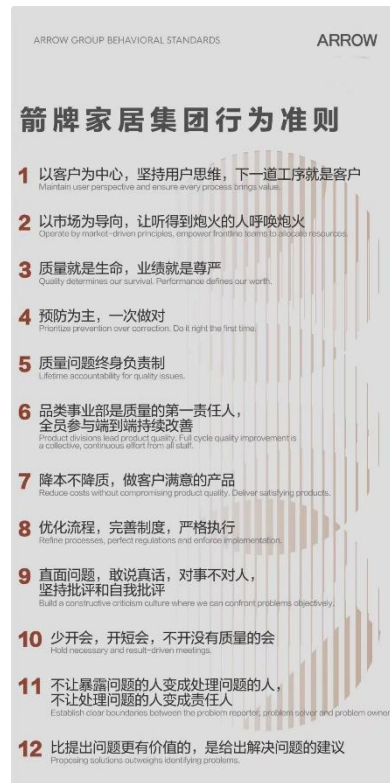 ARROW GROUP BEHAVIORAL STANDARDS
ARROW
箭牌家居集团行为准则
1 以客户为中心，坚持用户思维，下一道工序就是客户
Maintain user perspective and ensure every process brings value.
2 以市场为导向，让听得到炮火的人呼唤炮火
Operate by market-driven principles, empower frontline teams to allocate resources.
3 质量就是生命，业绩就是尊严
Quality determines our survival. Performance defines our worth.
4 预防为主，一次做对
Prioritize prevention over correction. Do it right the first time.
5 质量问题终身负责制
Lifetime accountability for quality issues.
6 品类事业部是质量的第一责任人，
全员参与端到端持续改善
Product divisions lead product quality. Full cycle quality improvement is
a collective, continuous effort from all staff.
7 降本不降质，做客户满意的产品
Reduce costs without compromising product quality. Deliver satisfying products.
8 优化流程，完善制度，严格执行
Refine processes, perfect regulations and enforce implementation.
9 直面问题，敢说真话，对事不对人，
坚持批评和自我批评
Build a constructive criticism culture where we can confront problems objectively.
10 少开会，开短会，不开没有质量的会
Hold necessary and result-driven meetings.
11 不让暴露问题的人变成处理问题的人，
不让处理问题的人变成责任人
Establish clear boundaries between the problem reporter, problem solver and problem owner
12 比提出问题更有价值的，是给出解决问题的建议
Proposing solutions outweighs identifying problems.